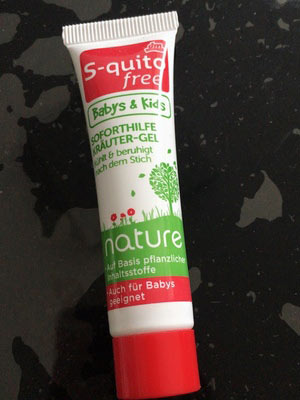 S-quito
free
Babys & Kids
SOFORTHILFE
KRÄUTER-GEL
kühlt & beruhigt
nach dem Stich
nature
-Auf Basis pflanzlicher
Inhaltsstoffe
-Auch für Babys
geeignet